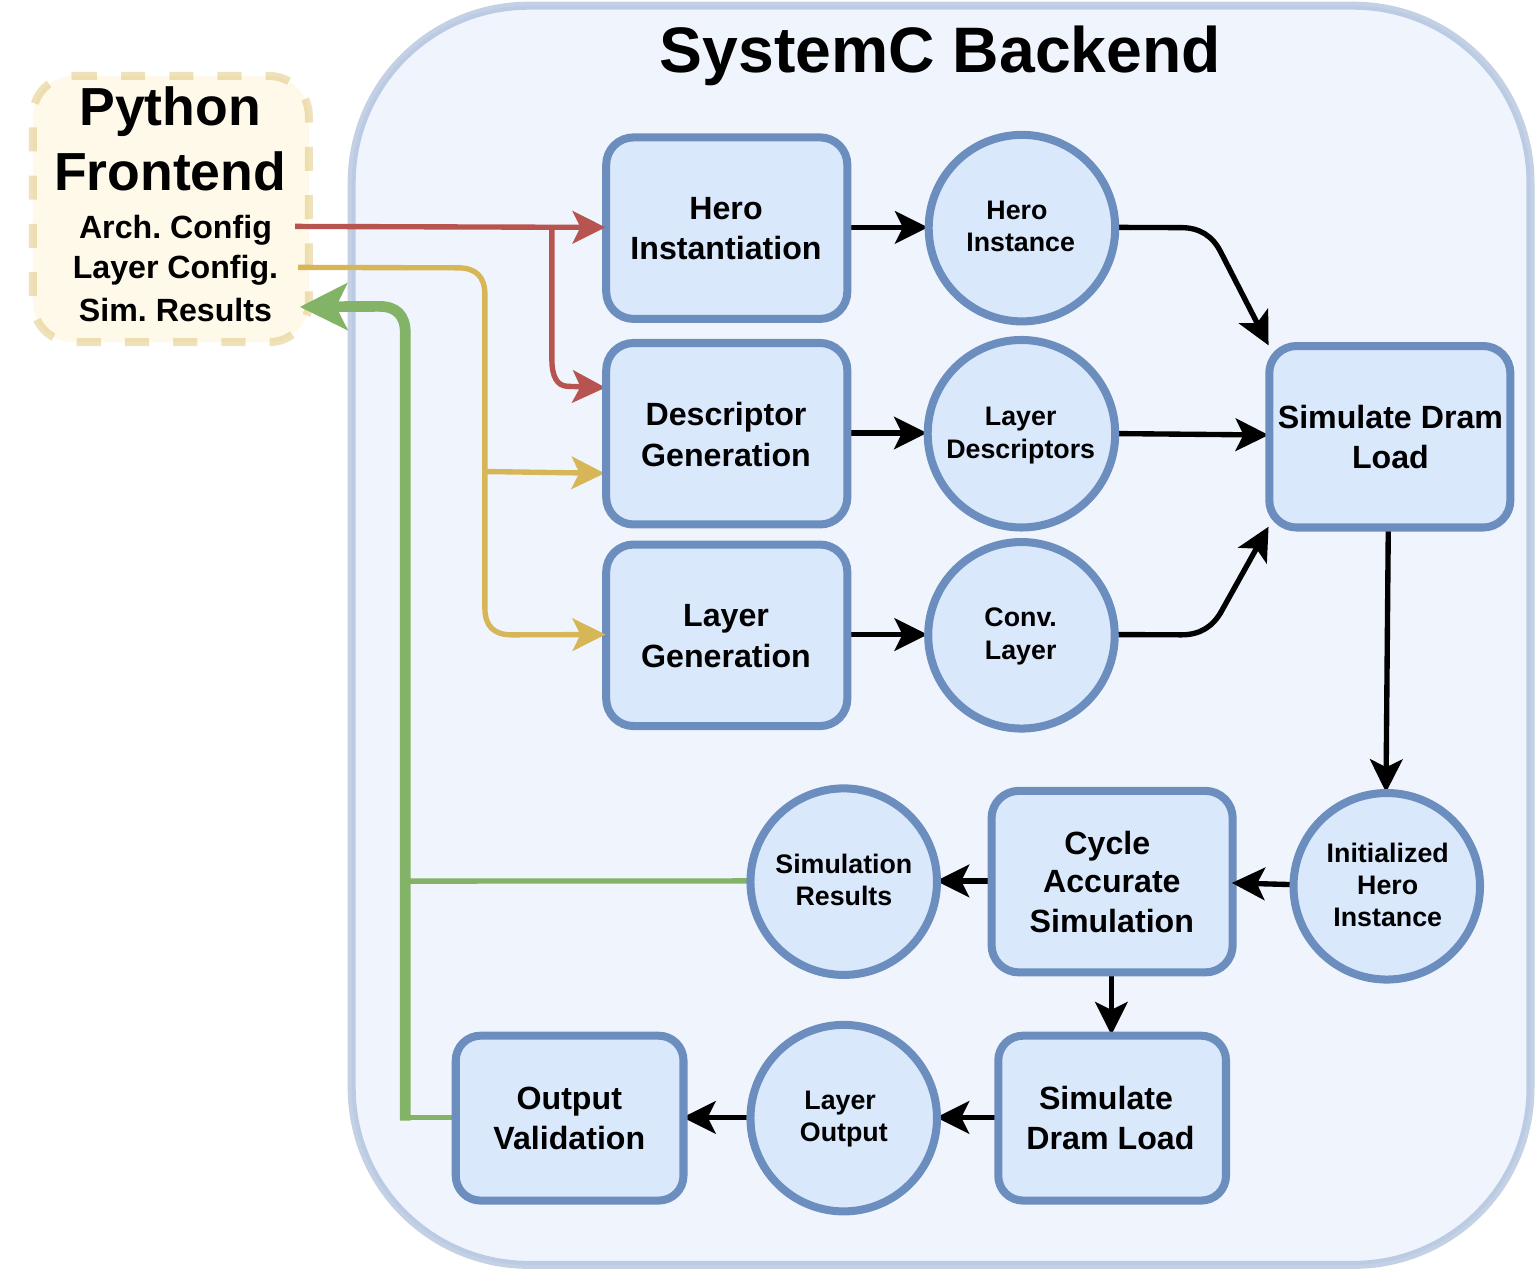 SystemC Backend
Python
Frontend
Arch. Config
Layer Config.
Sim. Results
Hero
Instantiation
Hero
Instance
Descriptor
Generation
Layer
Descriptors
Simulate Dram
Load
Layer
Generation
Conv.
Layer
Simulation
Results
Cycle
Accurate
Simulation
Initialized
Hero
Instance
Output
Validation
Layer
Output
Simulate
Dram Load